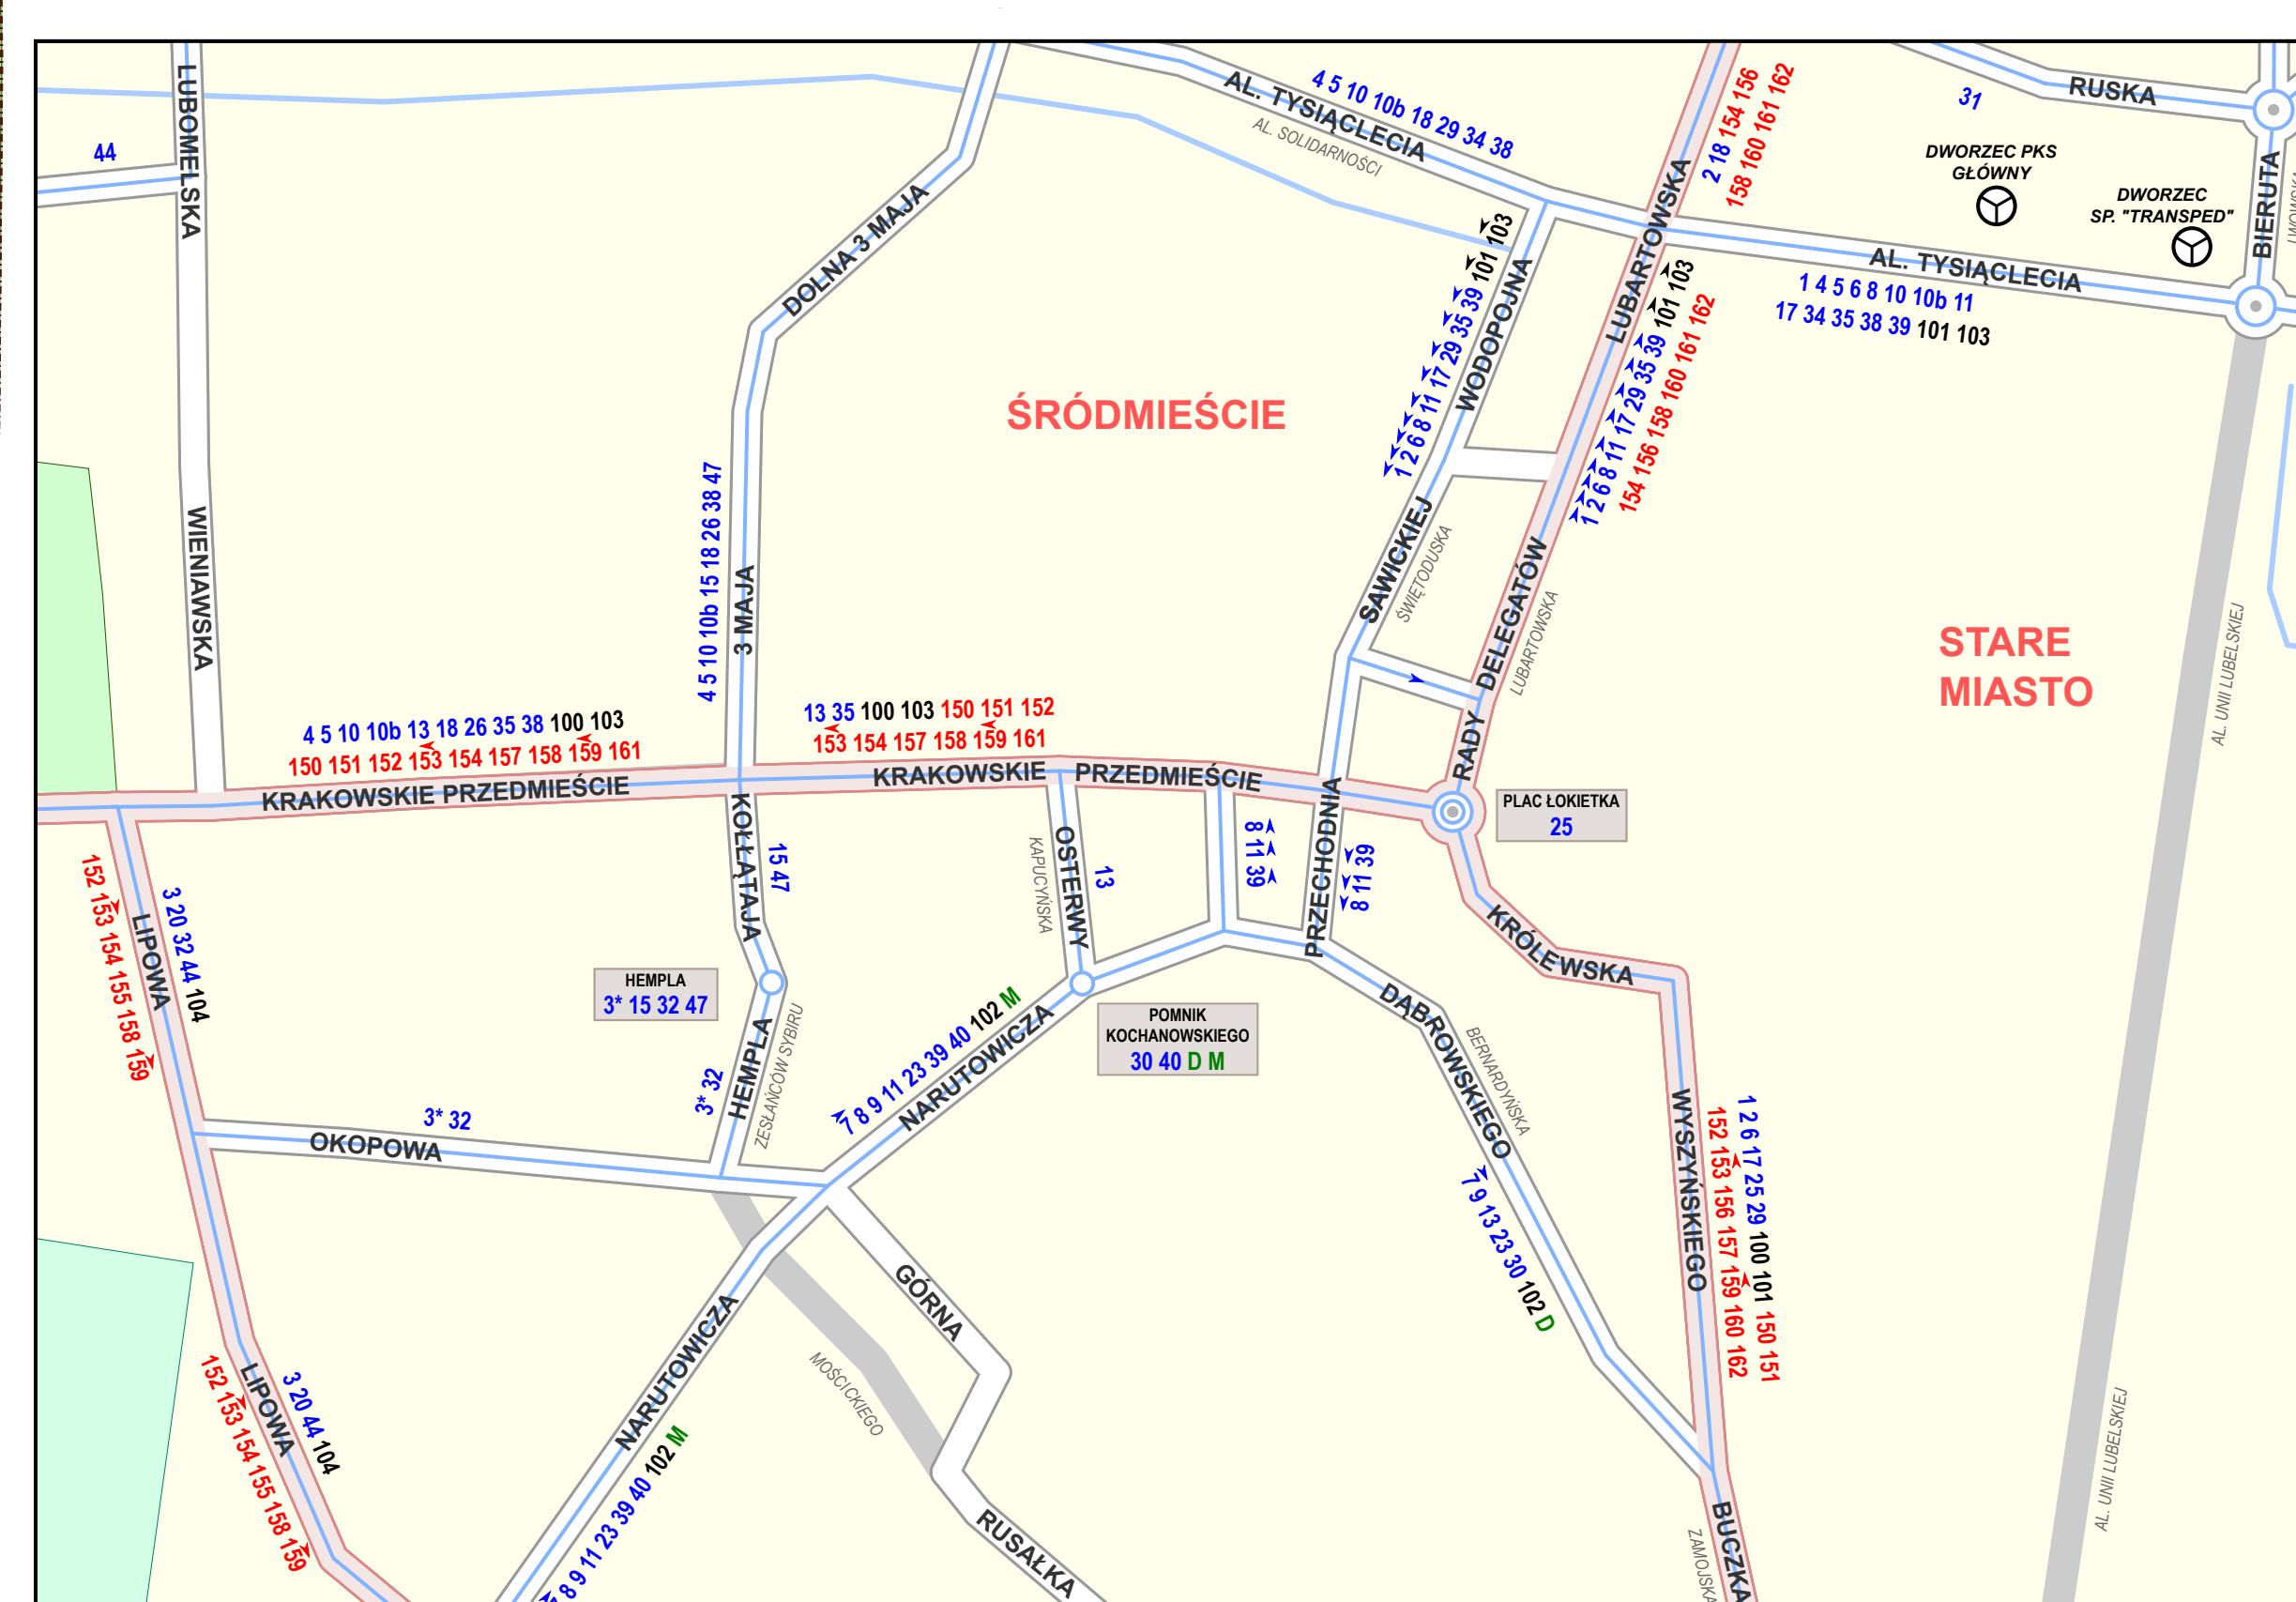 LUBOMELSKA
44
WIENIAWSKA
DOLNA 3 MAJA
3 MAJA
4 5 10 10b 15 18 26 38 47
AL. TYSIĄCLECIA
4 5 10 10b 18 29 34 38
AL. SOLIDARNOŚCI
2 18 154 156
158 160 161 162
31
RUSKA
DWORZEC PKS
GŁÓWNY
DWORZEC
SP. "TRANSPED"
BIERUTA
AL. TYSIĄCLECIA
1 4 5 6 8 10 10b 11
17 34 35 38 39 101 103
LUBARTOWSKA
1 2 6 8 11 17 29 35 39 101 103
WODOPOJNA
1 2 6 8 11 17 29 35 39 101 103
154 156 158 160 161 162
ŚRÓDMIEŚCIE
SAWICKIEJ
ŚWIĘTODUSKA
RADY DELEGATÓW
LUBARTOWSKA
STARE
MIASTO
AL. UNII LUBELSKIEJ
4 5 10 10b 13 18 26 35 38 100 103
150 151 152 153 154 157 158 159 161
KRAKOWSKIE PRZEDMIEŚCIE
13 35 100 103 150 151 152
153 154 157 158 159 161
KRAKOWSKIE PRZEDMIEŚCIE
PLAC ŁOKIETKA
25
KOŁŁĄTAJA
15 47
OSTERWY
KAPUCYŃSKA
13
8 11 39
PRZECHODNIA
8 11 39
KRÓLEWSKA
LIPOWA
3 20 32 44 104
152 153 154 155 158 159
HEMPLA
3* 15 32 47
HEMPLA
3* 32
ZESŁAŃCÓW SYBIRU
7 8 9 11 23 39 40 102 M
NARUTOWICZA
POMNIK
KOCHANOWSKIEGO
30 40 D M
DĄBROWSKIEGO
BERNARDYŃSKA
7 9 13 23 30 102 D
WYSZYŃSKIEGO
1 2 6 17 25 29 100 101 150 151
152 153 156 157 159 160 162
OKOPOWA
3* 32
GÓRNA
MOŚCICKIEGO
NARUTOWICZA
8 9 11 23 39 40 102 M
LIPOWA
3 20 44 104
152 153 154 155 158 159
RUSAŁKA
BUCZKA
ZAMOJSKA
AL. UNII LUBELSKIEJ